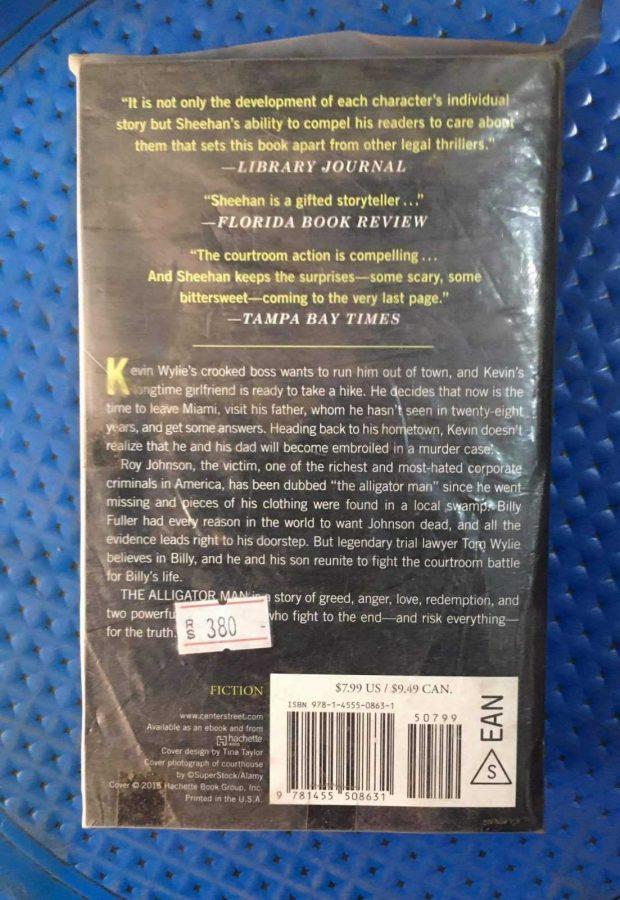 “It is not only the development of each character’s individual
story but Sheehan’s ability to compel his readers to care about
them that sets this book apart from other legal thrillers.”
—LIBRARY JOURNAL
“Sheehan is a gifted storyteller...”
—FLORIDA BOOK REVIEW
“The courtroom action is compelling...
And Sheehan keeps the surprises—some scary, some
bittersweet—coming to the very last page.”
—TAMPA BAY TIMES
Kevin Wylie’s crooked boss wants to run him out of town, and Kevin’s
longtime girlfriend is ready to take a hike. He decides that now is the
time to leave Miami, visit his father, whom he hasn’t seen in twenty-eight
years, and get some answers. Heading back to his hometown, Kevin doesn’t
realize that he and his dad will become embroiled in a murder case.
Roy Johnson, the victim, one of the richest and most-hated corporate
criminals in America, has been dubbed “the alligator man” since he went
missing and pieces of his clothing were found in a local swamp. Billy
Fuller had every reason in the world to want Johnson dead, and all the
evidence leads right to his doorstep. But legendary trial lawyer Tom Wylie
believes in Billy, and he and his son reunite to fight the courtroom battle
for Billy’s life.
THE ALLIGATOR MAN is a story of greed, anger, love, redemption, and
two who fight to the end—and risk everything—
for the truth.
RS 380 -
FICTION
$7.99 US / $9.49 CAN.
ISBN 978-1-4555-0863-1
50799
EAN
S
9 781455 508631
www.centerstreet.com
Available as an ebook and from
hachette
Cover design by Tina Taylor
Cover photograph of courthouse
by ©SuperStock/Alamy
Cover © 2015 Hachette Book Group, Inc.
Printed in the U.S.A.